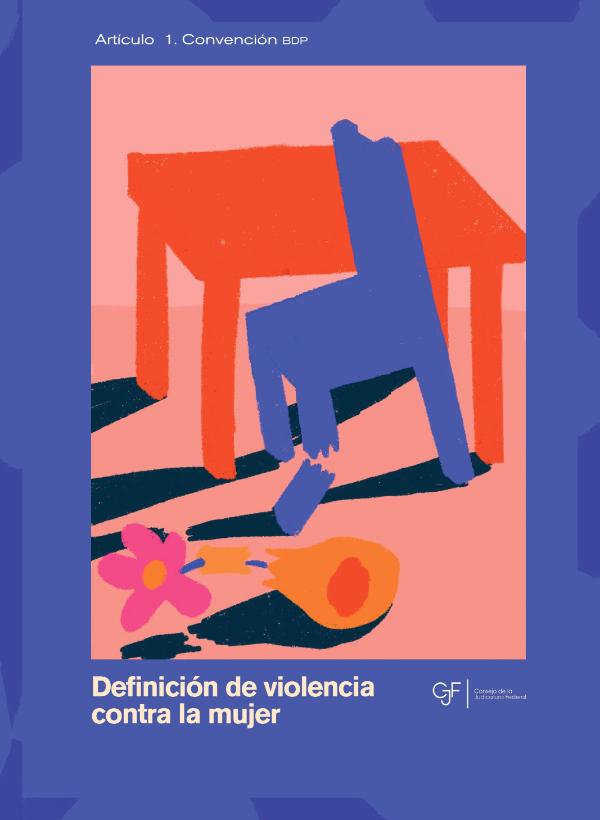 Artículo 1. Convención BDP
Definición de violencia
contra la mujer
CJF
Consejo de la
Judicatura Federal